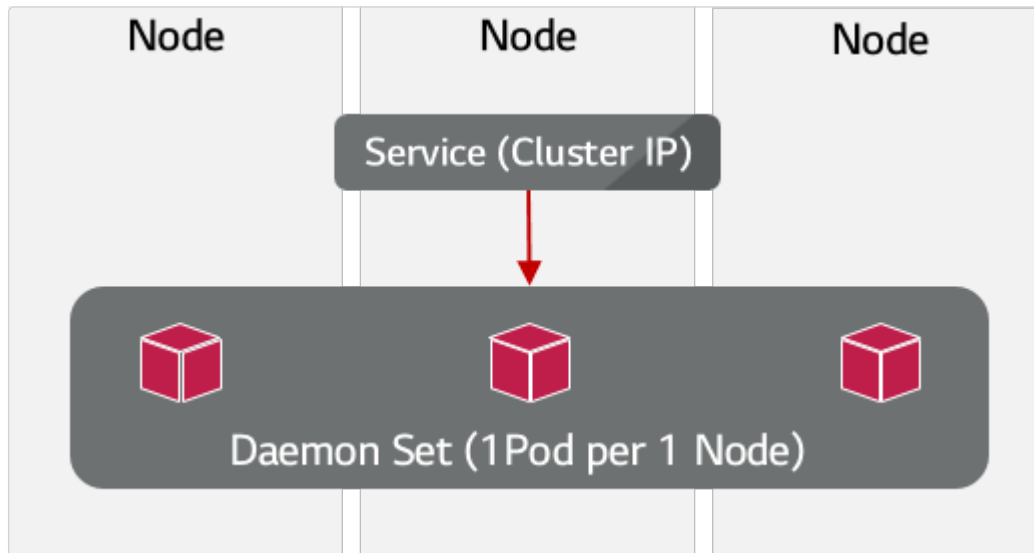 Node
Node
Node
Service (Cluster IP)
Daemon Set (1Pod per 1 Node)